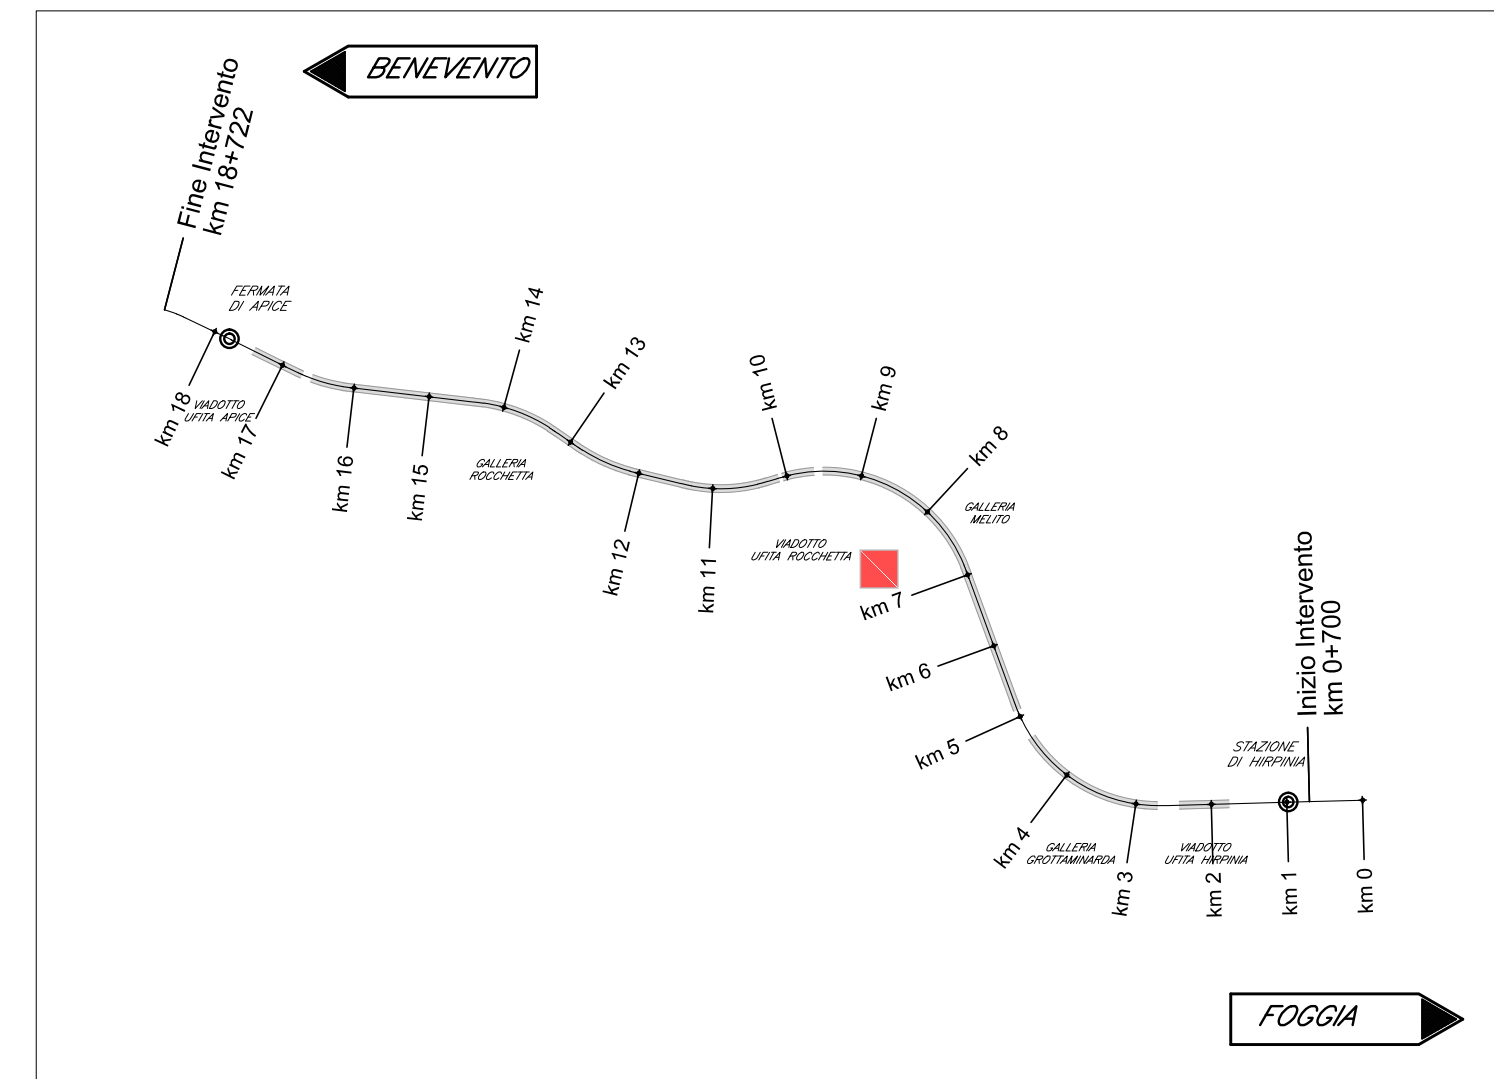 BENEVENTO
Fine Intervento
km 18+722
FERMATA
DI APICE
km 18
VIADOTTO
UFITA APICE
km 17
km 16
km 15
GALLERIA
ROCCHETTA
km 14
km 13
km 12
km 11
km 10
km 9
VIADOTTO
UFITA ROCCHETTA
km 8
GALLERIA
MELITO
km 7
km 6
km 5
km 4
GALLERIA
GROTTAMINARDA
km 3
VIADOTTO
UFITA HIRPINIA
km 2
STAZIONE
DI HIRPINIA
km 1
Inizio Intervento
km 0+700
km 0
FOGGIA